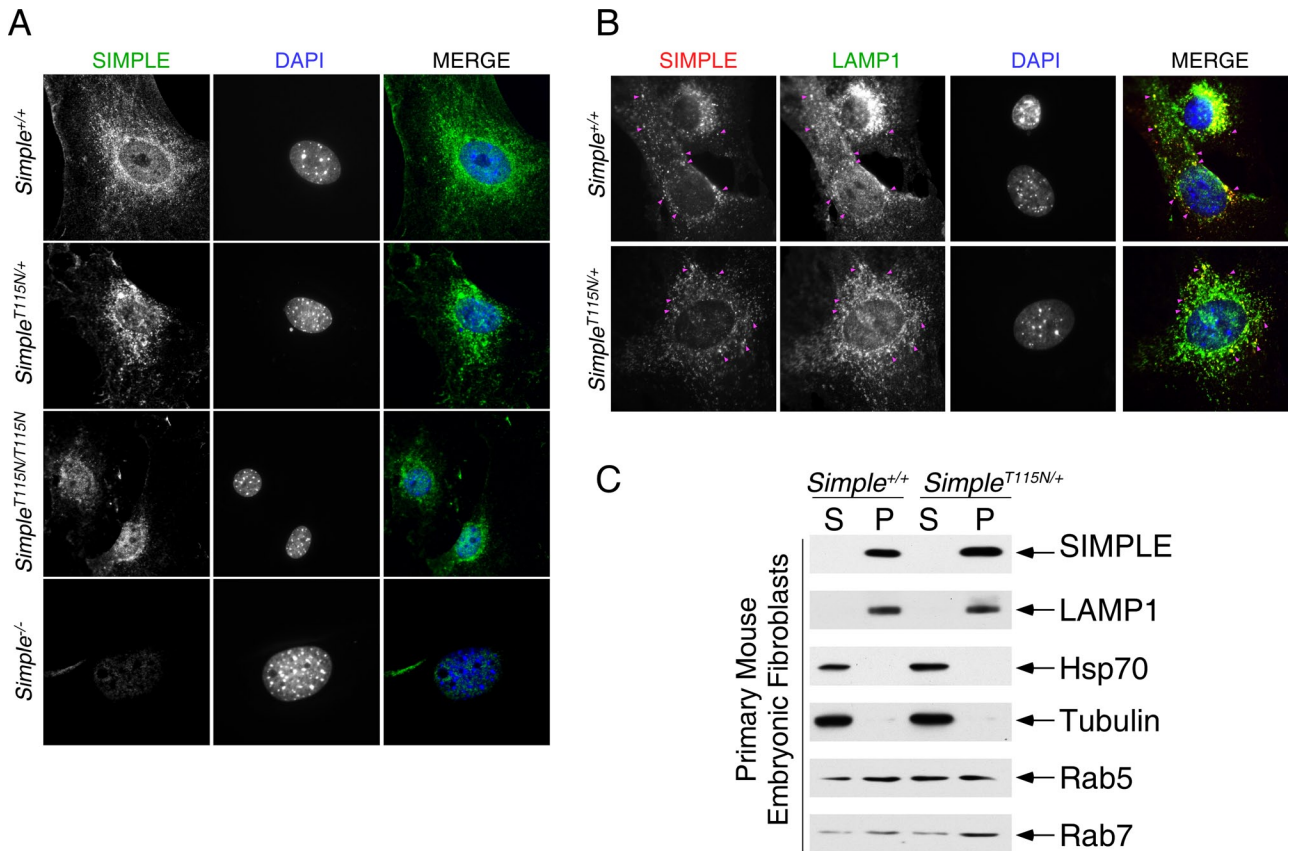 A
SIMPLE DAPI MERGE
Simple+/+
SimpleT115N/+
SimpleT115N/T115N
Simple-/-
B
SIMPLE LAMP1 DAPI MERGE
Simple+/+
SimpleT115N/+
C
Simple+/+ SimpleT115N/+
S P S P
Primary Mouse
Embryonic Fibroblasts
SIMPLE
LAMP1
Hsp70
Tubulin
Rab5
Rab7